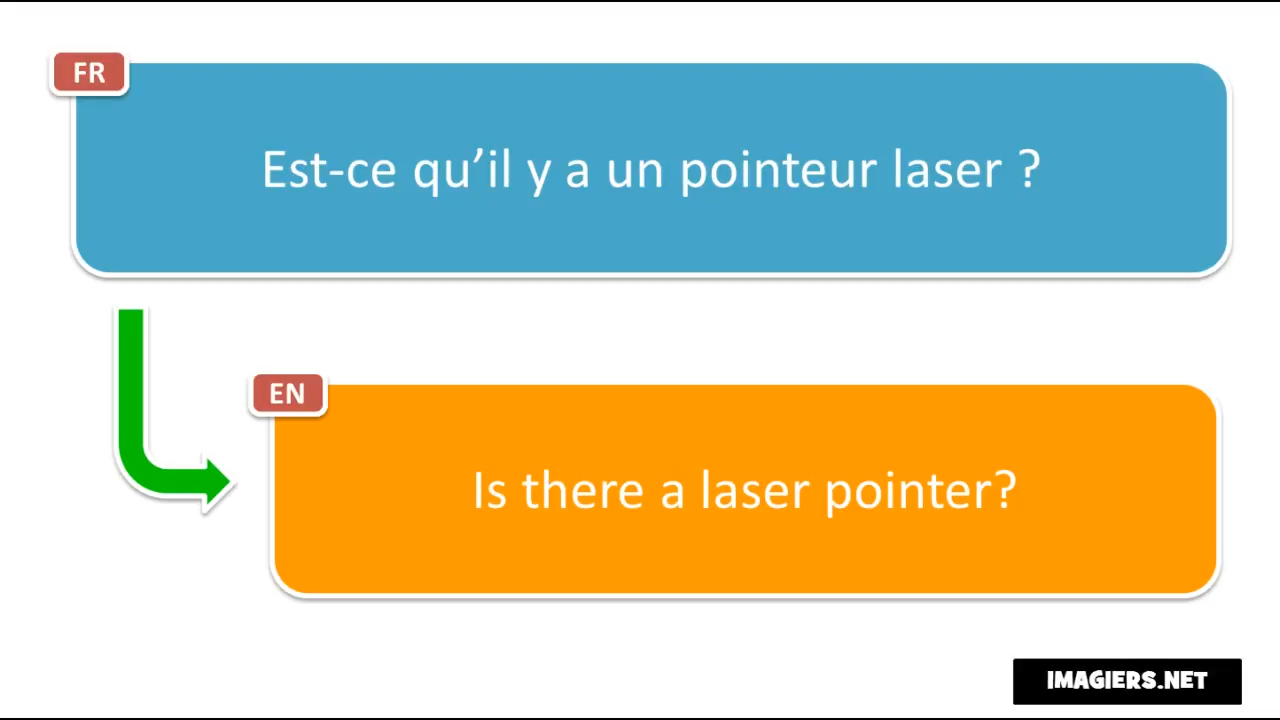 FR
Est-ce qu’il y a un pointeur laser ?
EN
Is there a laser pointer?
IMAGIERS.NET